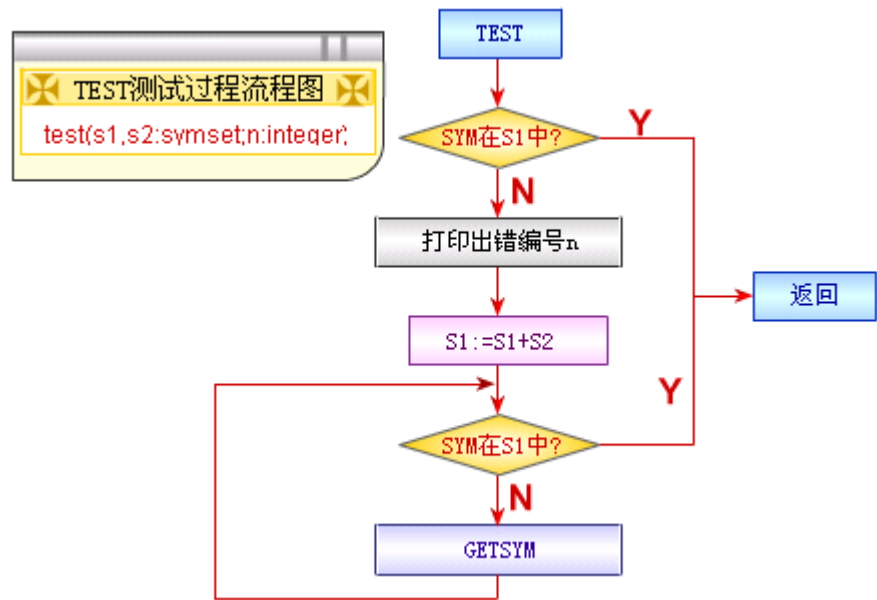 TEST测试过程流程图
test(s1,s2:symset;n:integer);
TEST
SYM在S1中?
Y
N
打印出错编号n
返回
S1:=S1+S2
Y
SYM在S1中?
N
GETSYM